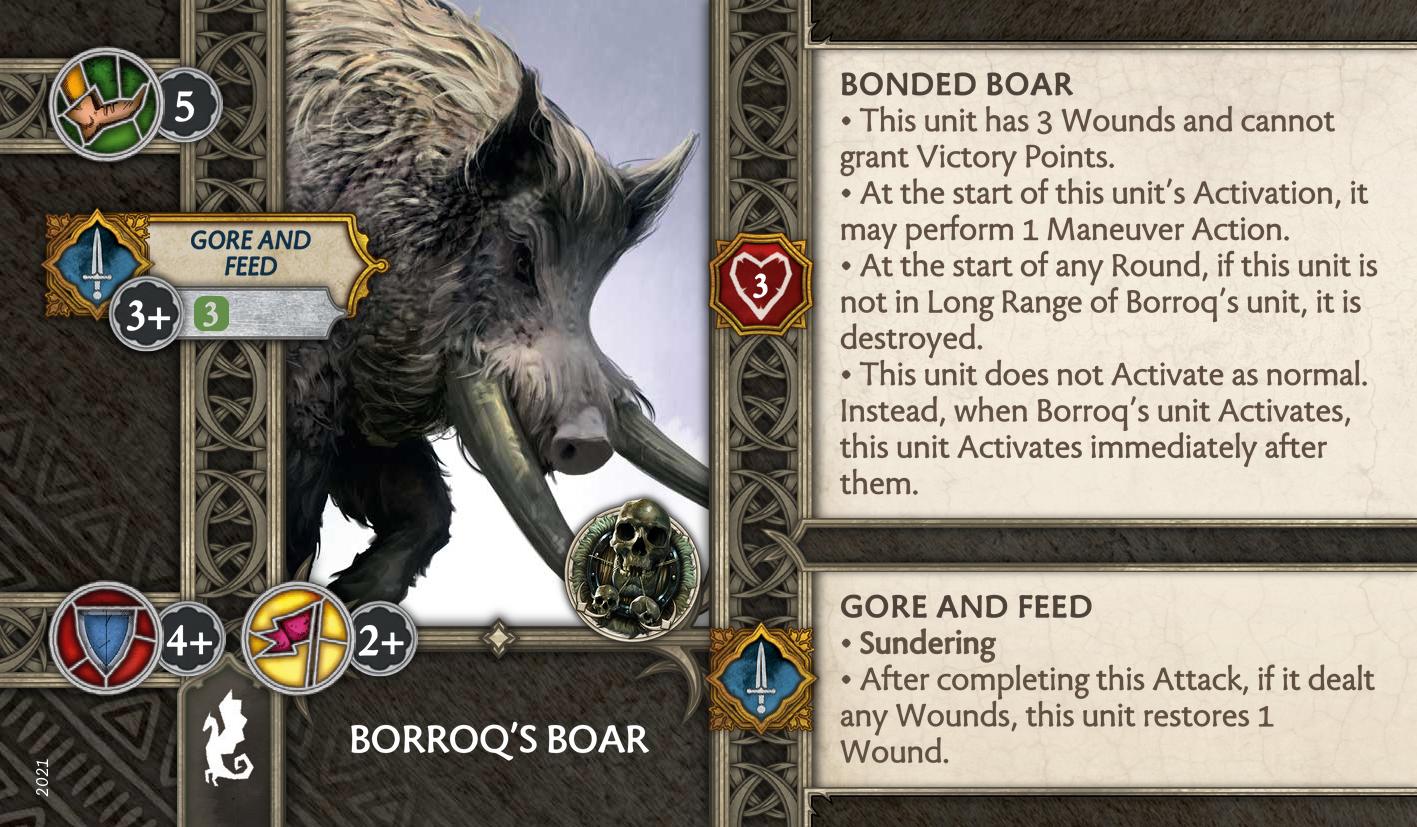 5
GORE AND
FEED
3+ 3
4+ 2+
BORROQ'S BOAR
2021
3
BONDED BOAR
• This unit has 3 Wounds and cannot
grant Victory Points.
• At the start of this unit's Activation, it
may perform 1 Maneuver Action.
• At the start of any Round, if this unit is
not in Long Range of Borroq's unit, it is
destroyed.
• This unit does not Activate as normal.
Instead, when Borroq's unit Activates,
this unit Activates immediately after
them.
GORE AND FEED
• Sundering
• After completing this Attack, if it dealt
any Wounds, this unit restores 1
Wound.